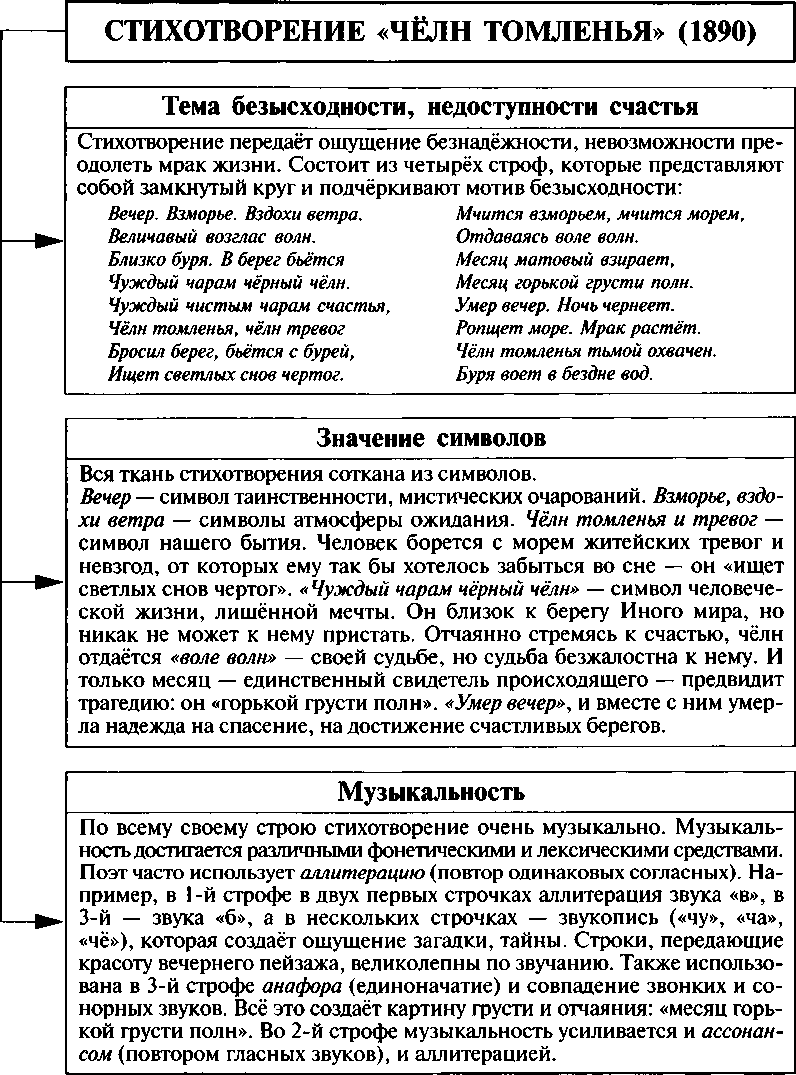 СТИХОТВОРЕНИЕ «ЧЁЛН ТОМЛЕНЬЯ» (1890)
Тема безысходности, недоступности счастья
Стихотворение передаёт ощущение безнадёжности, невозможности пре-
одолеть мрак жизни. Состоит из четырёх строф, которые представляют
собой замкнутый круг и подчёркивают мотив безысходности:
Вечер. Взморье. Вздохи ветра.
Величавый возглас волн.
Близко буря. В берег бьётся
Чуждый чарам чёрный чёлн.
Чуждый чистым чарам счастья,
Чёлн томленья, чёлн тревог
Бросил берег, бьётся с бурей,
Ищет светлых снов чертог.
Мчится взморьем, мчится морем,
Отдаваясь воле волн.
Месяц матовый взирает,
Месяц горькой грусти полн.
Умер вечер. Ночь чернеет.
Ропщет море. Мрак растёт.
Чёлн томленья тьмой охвачен.
Буря воет в бездне вод.
Значение символов
Вся ткань стихотворения соткана из символов.
Вечер — символ таинственности, мистических очарований. Взморье, вздо-
хи ветра — символы атмосферы ожидания. Чёлн томленья и тревог —
символ нашего бытия. Человек борется с морем житейских тревог и
невзгод, от которых ему так бы хотелось забыться во сне — он «ищет
светлых снов чертог». «Чуждый чарам чёрный чёлн» — символ человече-
ской жизни, лишённой мечты. Он близок к берегу Иного мира, но
никак не может к нему пристать. Отчаянно стремясь к счастью, чёлн
отдаётся «воле волн» — своей судьбе, но судьба безжалостна к нему. И
только месяц — единственный свидетель происходящего — предвидит
трагедию: он «горькой грусти полн». «Умер вечер», и вместе с ним умер-
ла надежда на спасение, на достижение счастливых берегов.
Музыкальность
По всему своему строю стихотворение очень музыкально. Музыкаль-
ность достигается различными фонетическими и лексическими средствами.
Поэт часто использует аллитерацию (повтор одинаковых согласных). На-
пример, в 1-й строфе в двух первых строчках аллитерация звука «в», в
3-й — звука «б», а в нескольких строчках — звукопись («чу», «ча»,
«чё»), которая создаёт ощущение загадки, тайны. Строки, передающие
красоту вечернего пейзажа, великолепны по звучанию. Также использо-
вана в 3-й строфе анафора (единоначатие) и совпадение звонких и со-
норных звуков. Всё это создаёт картину грусти и отчаяния: «месяц горь-
кой грусти полн». Во 2-й строфе музыкальность усиливается и ассонан-
сом (повтором гласных звуков), и аллитерацией.